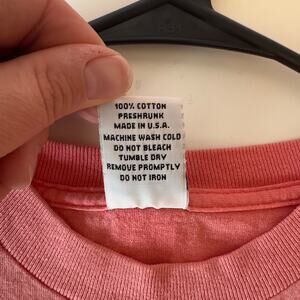 100% COTTON
PRESHRUNK
MADE IN U.S.A.
MACHINE WASH COLD
DO NOT BLEACH
TUMBLE DRY
REMOVE PROMPTLY
DO NOT IRON